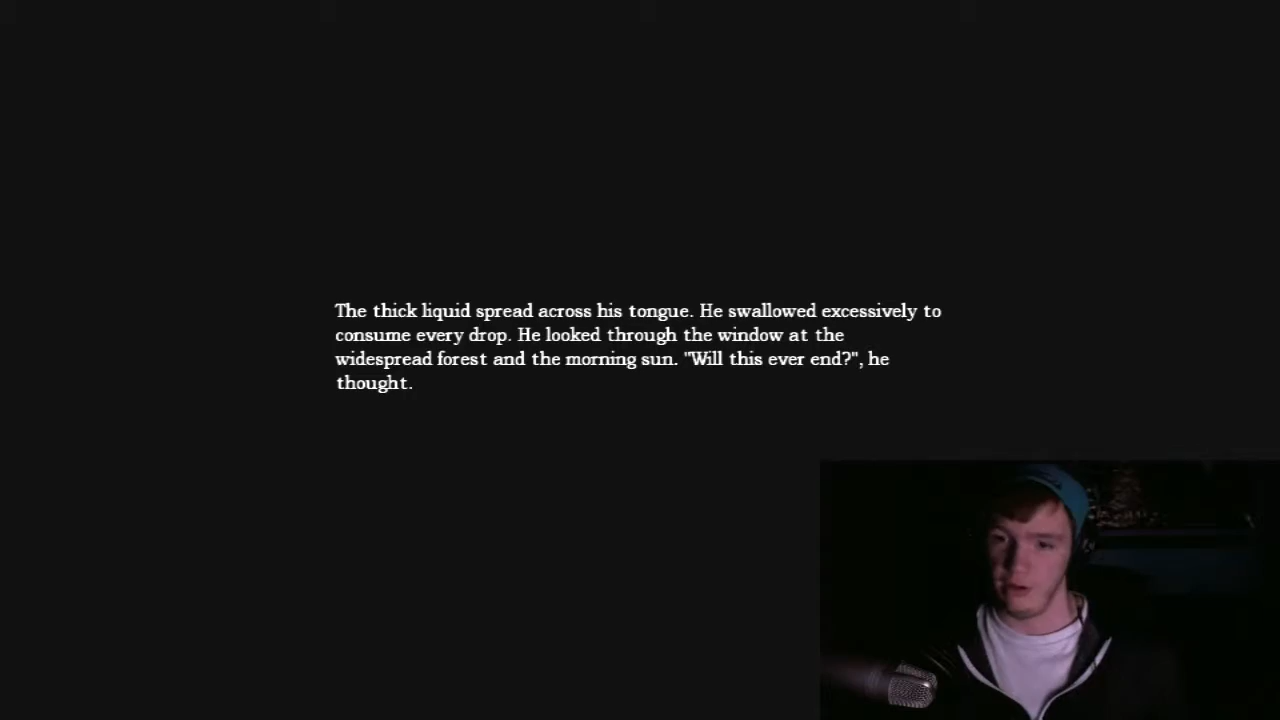 The thick liquid spread across his tongue. He swallowed excessively to
consume every drop. He looked through the window at the
widespread forest and the morning sun. "Will this ever end?", he
thought.